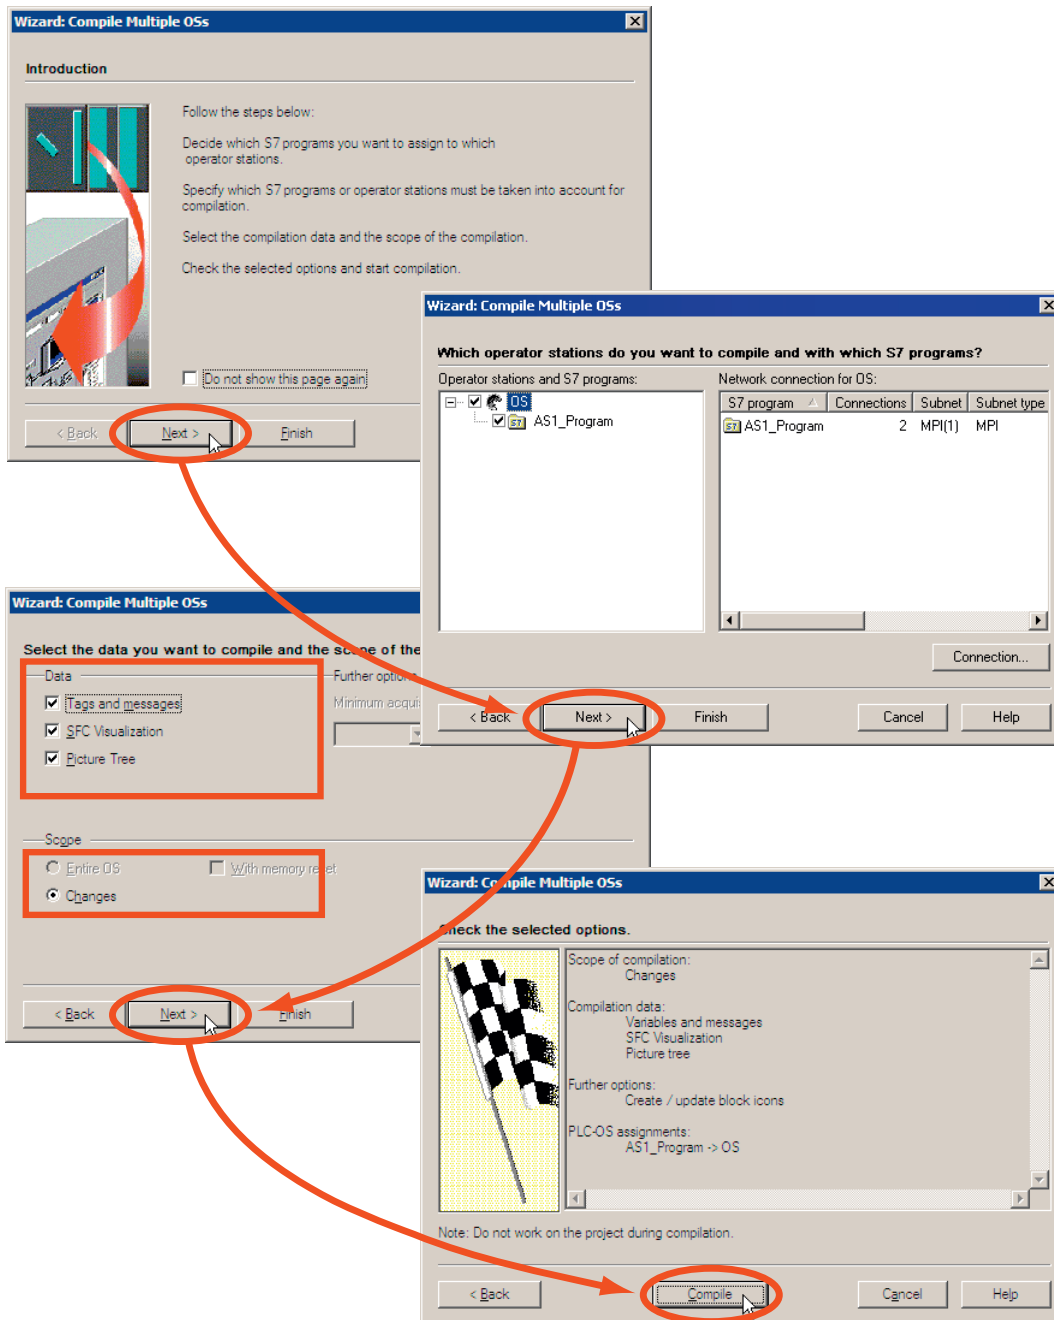 Wizard: Compile Multiple OSs
Introduction
Follow the steps below:
Decide which S7 programs you want to assign to which
operator stations.
Specify which S7 programs or operator stations must be taken into account for
compilation.
Select the compilation data and the scope of the compilation.
Check the selected options and start compilation.
Do not show this page again
< Back Next > Finish
Wizard: Compile Multiple OSs
Which operator stations do you want to compile and with which S7 programs?
Operator stations and S7 programs: Network connection for OS:
OS
AS1_Program
S7 program Connections Subnet Subnet type
AS1_Program 2 MPI(1) MPI
Connection...
< Back Next > Finish Cancel Help
Wizard: Compile Multiple OSs
Select the data you want to compile and the scope of the
Data Further options
Tags and messages Minimum acqui
SFC Visualization
Picture Tree
Scope
Entire OS With memory reset
Changes
< Back Next > Finish
Wizard: Compile Multiple OSs
Check the selected options.
Scope of compilation:
Changes
Compilation data:
Variables and messages
SFC Visualization
Picture tree
Further options:
Create / update block icons
PLC-OS assignments:
AS1_Program -> OS
Note: Do not work on the project during compilation.
< Back Compile Cancel Help